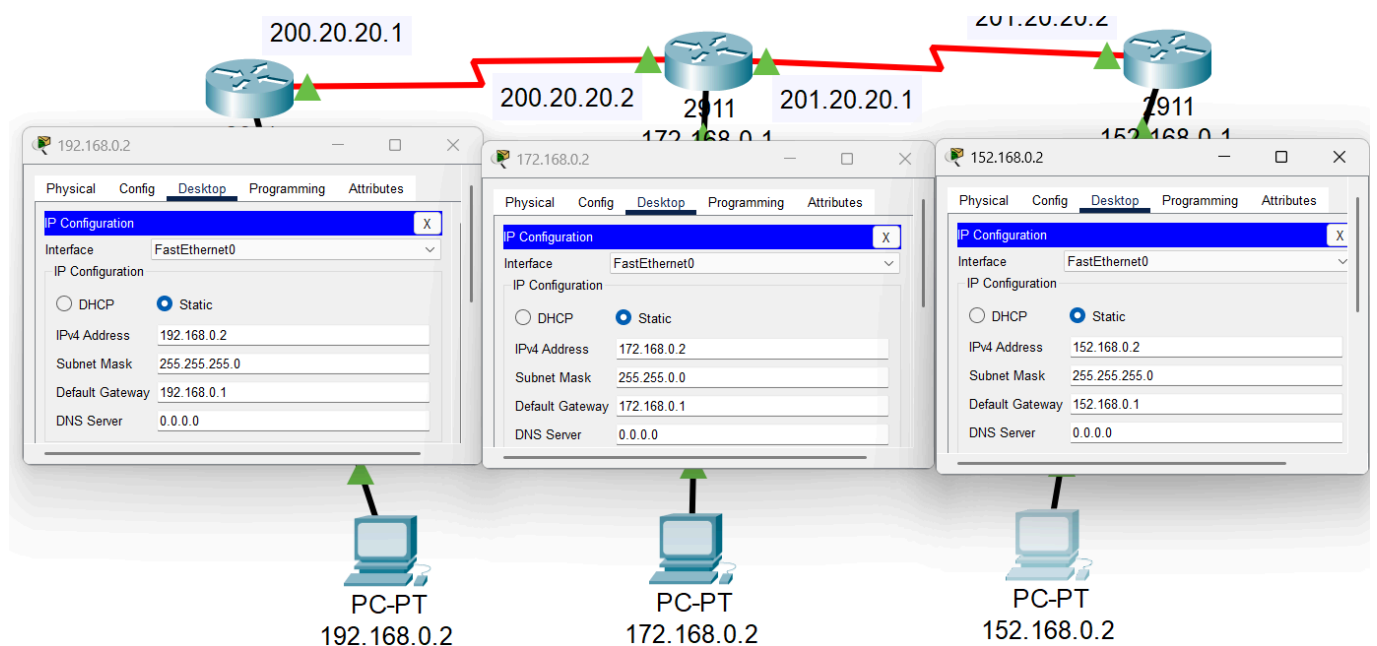 200.20.20.1
201.20.20.2
200.20.20.2
2911
201.20.20.1
2911
172.168.0.1
152.168.0.1
192.168.0.2
Physical Config Desktop Programming Attributes
IP Configuration X
Interface FastEthernet0
IP Configuration
DHCP Static
IPv4 Address 192.168.0.2
Subnet Mask 255.255.255.0
Default Gateway 192.168.0.1
DNS Server 0.0.0.0
172.168.0.2
Physical Config Desktop Programming Attributes
IP Configuration X
Interface FastEthernet0
IP Configuration
DHCP Static
IPv4 Address 172.168.0.2
Subnet Mask 255.255.0.0
Default Gateway 172.168.0.1
DNS Server 0.0.0.0
152.168.0.2
Physical Config Desktop Programming Attributes
IP Configuration X
Interface FastEthernet0
IP Configuration
DHCP Static
IPv4 Address 152.168.0.2
Subnet Mask 255.255.255.0
Default Gateway 152.168.0.1
DNS Server 0.0.0.0
PC-PT
192.168.0.2
PC-PT
172.168.0.2
PC-PT
152.168.0.2